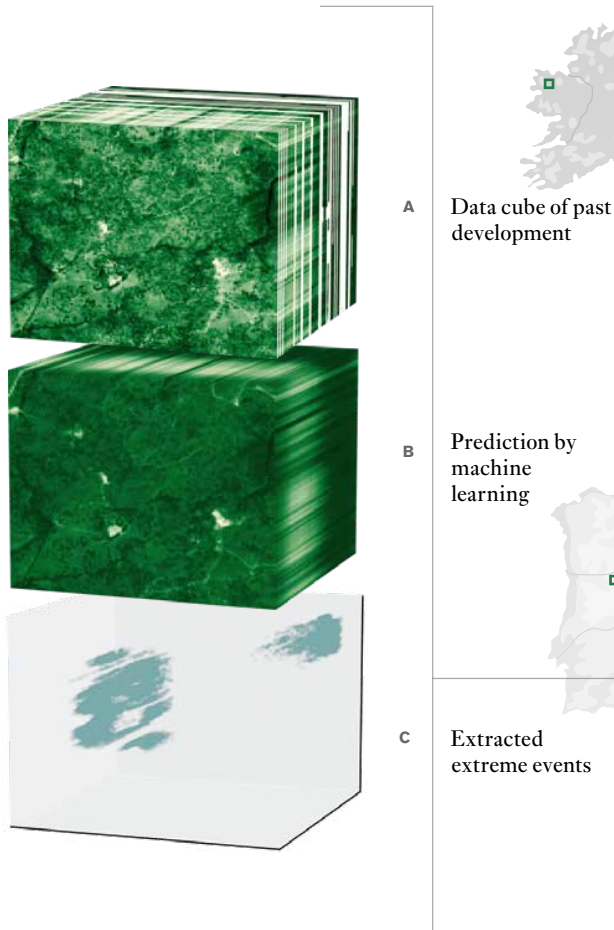 A
Data cube of past
development
B
Prediction by
machine
learning
C
Extracted
extreme events